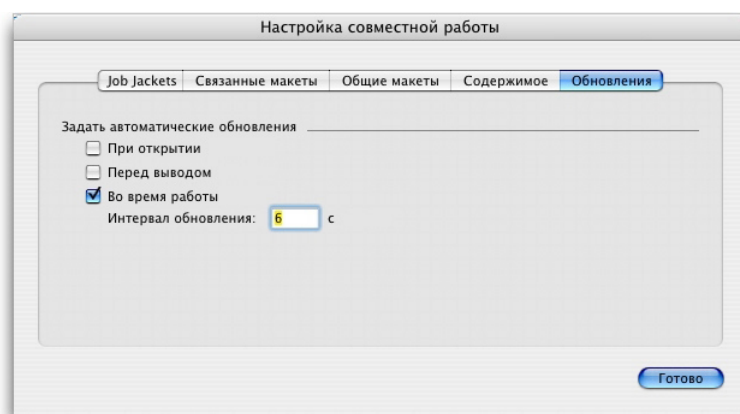 Настройка совместной работы
Job Jackets Связанные макеты Общие макеты Содержимое Обновления
Задать автоматические обновления
При открытии
Перед выводом
Во время работы
Интервал обновления: 6 с
Готово